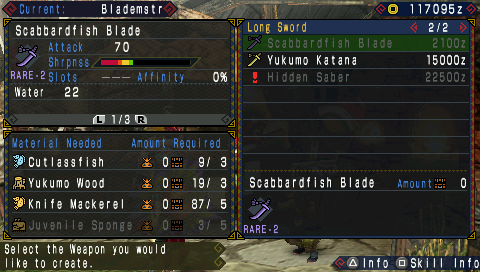 Current: Blademstr
117095z
Scabbardfish Blade
Attack 70
Shrpnss
Slots --- Affinity 0%
RARE-2
Water 22
L 1/3 R
Material Needed Amount Required
Cutlassfish 0 9/ 3
Yukumo Wood 0 19/ 3
Knife Mackerel 0 87/ 5
Juvenile Sponge 0 3/ 5
Long Sword 2/2
Scabbardfish Blade 2100z
Yukumo Katana 15000z
Hidden Saber 22500z
Scabbardfish Blade Amount 0
RARE-2
Select the Weapon you would
like to create.
Info Skill Info